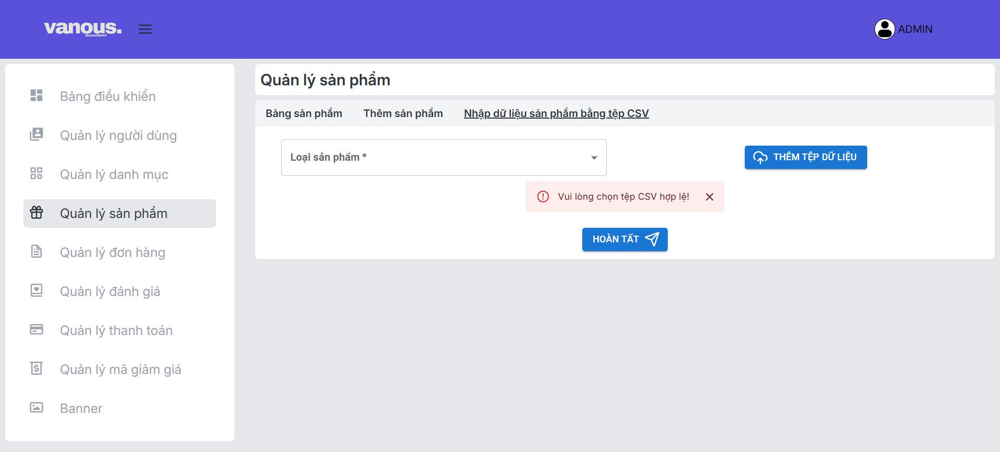 vanous.
MANAGEMENT
ADMIN
Bảng điều khiển
Quản lý người dùng
Quản lý danh mục
Quản lý sản phẩm
Quản lý đơn hàng
Quản lý đánh giá
Quản lý thanh toán
Quản lý mã giảm giá
Banner
Quản lý sản phẩm
Bảng sản phẩm Thêm sản phẩm Nhập dữ liệu sản phẩm bằng tệp CSV
Loại sản phẩm *
THÊM TỆP DỮ LIỆU
Vui lòng chọn tệp CSV hợp lệ!
HOÀN TẤT